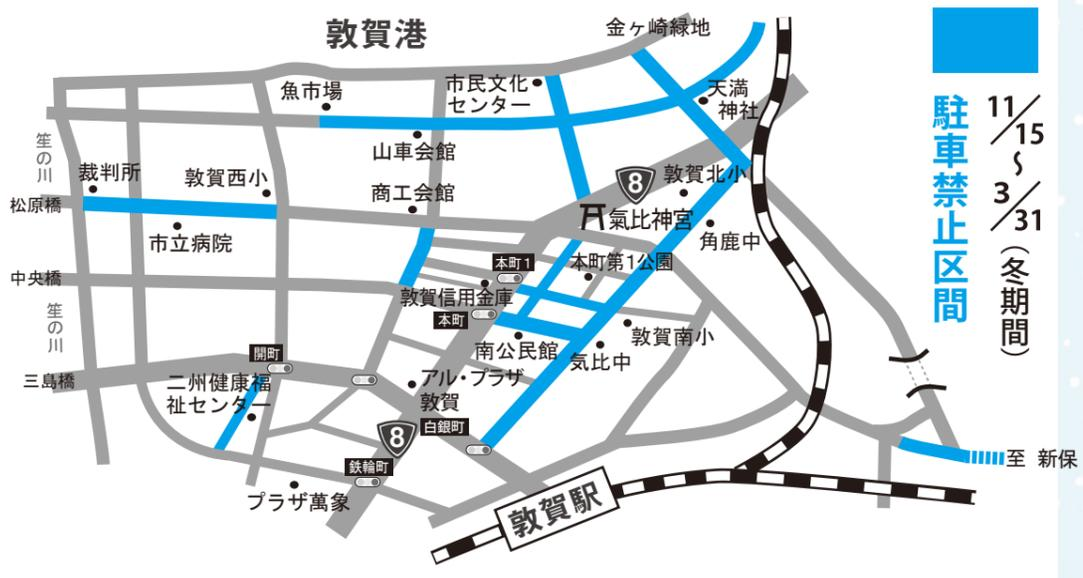 敦賀港
金ヶ崎緑地
魚市場
市民文化
センター
天満
神社
山車会館
笙の川
裁判所
敦賀西小
商工会館
8
敦賀北小
松原橋
氣比神宮
角鹿中
市立病院
本町1
本町第1公園
中央橋
敦賀信用金庫
本町
笙の川
敦賀南小
南公民館
気比中
開町
三島橋
二州健康福
祉センター
アル・プラザ
敦賀
8
白銀町
鉄輪町
プラザ萬象
敦賀駅
至 新保
駐車禁止区間
11/15
〜
3/31
(冬期間)